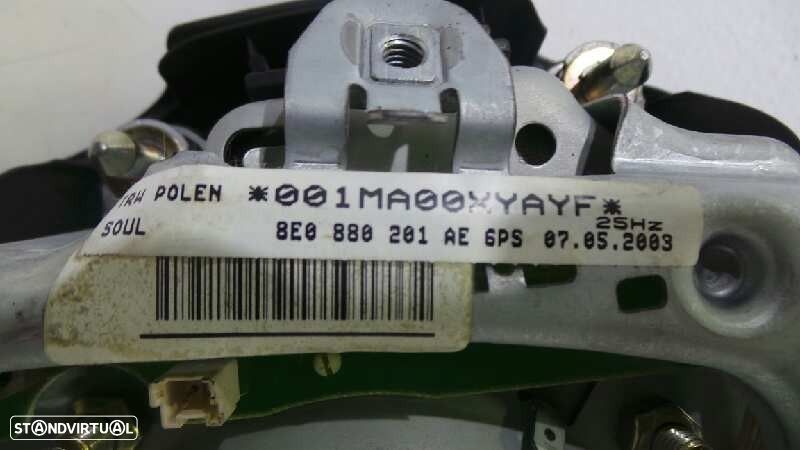 TRW POLEN *001MA00XYAYF*
25Hz
SOUL 8E0 880 201 AE 6PS 07.05.2003
STANDVIRTUAL